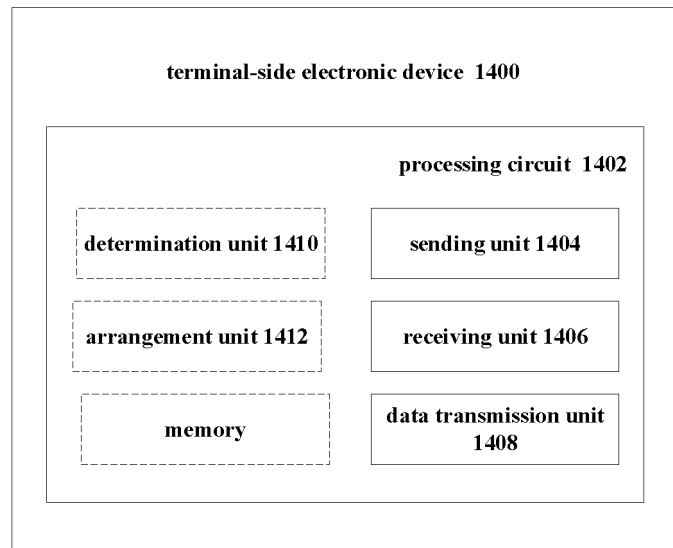 terminal-side electronic device 1400
processing circuit 1402
determination unit 1410
sending unit 1404
arrangement unit 1412
receiving unit 1406
memory
data transmission unit
1408